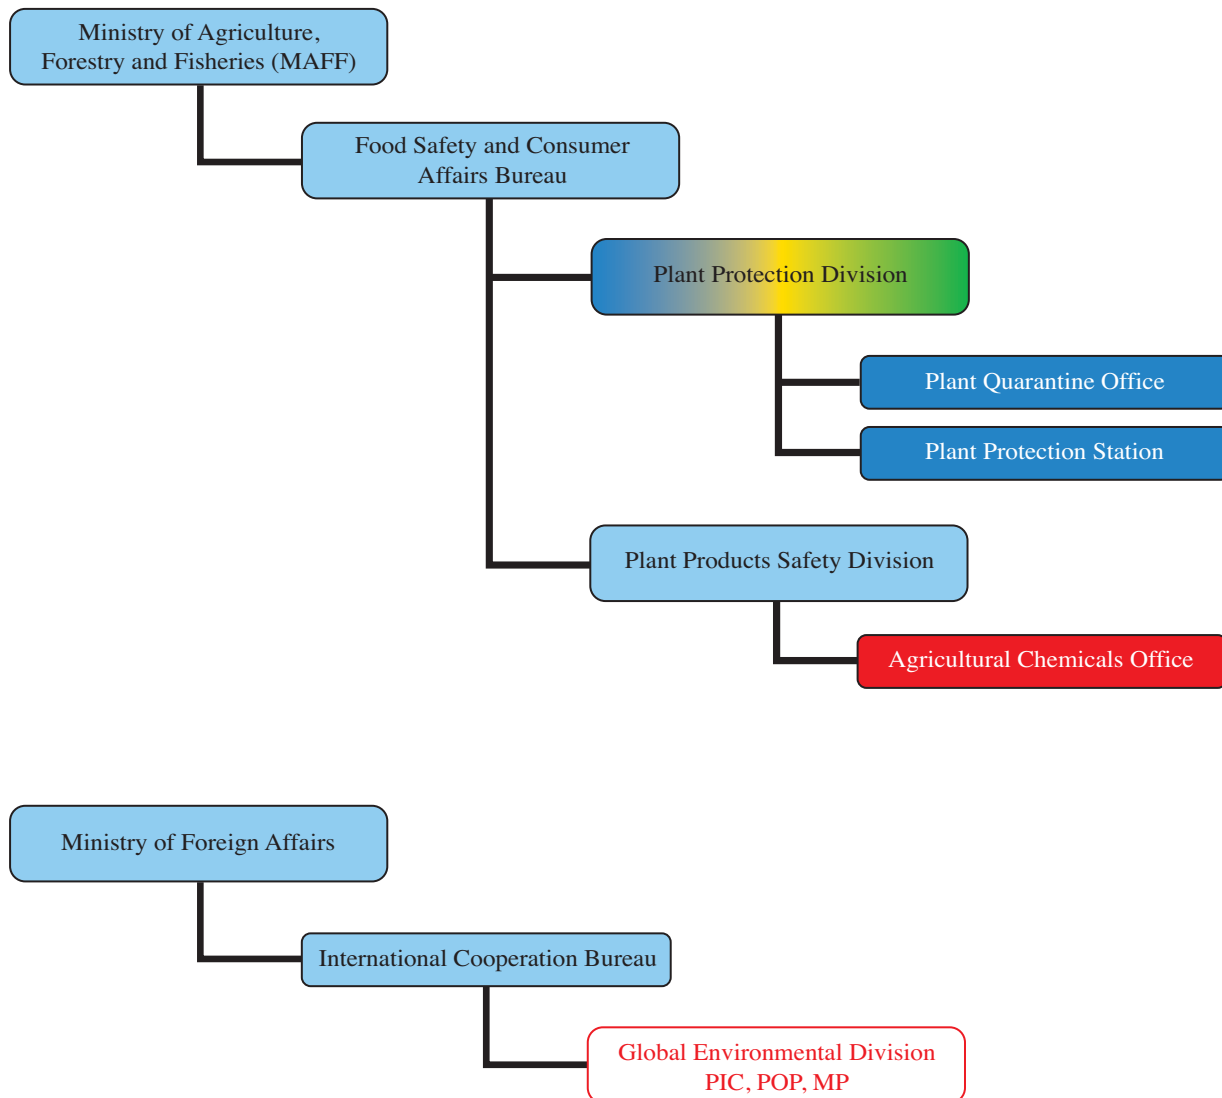 Ministry of Agriculture,
Forestry and Fisheries (MAFF)
Food Safety and Consumer
Affairs Bureau
Plant Protection Division
Plant Quarantine Office
Plant Protection Station
Plant Products Safety Division
Agricultural Chemicals Office
Ministry of Foreign Affairs
International Cooperation Bureau
Global Environmental Division
PIC, POP, MP